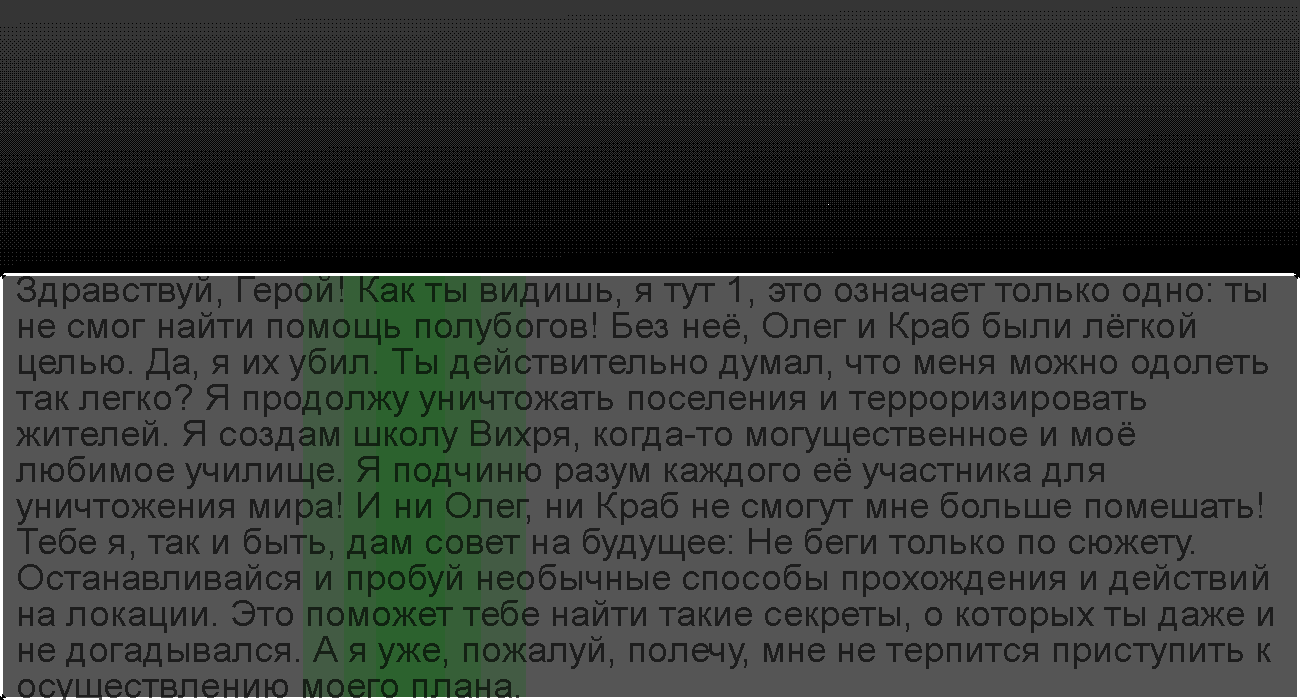 Здравствуй, Герой! Как ты видишь, я тут 1, это означает только одно: ты
не смог найти помощь полубогов! Без неё, Олег и Краб были лёгкой
целью. Да, я их убил. Ты действительно думал, что меня можно одолеть
так легко? Я продолжу уничтожать поселения и терроризировать
жителей. Я создам школу Вихря, когда-то могущественное и моё
любимое училище. Я подчиню разум каждого её участника для
уничтожения мира! И ни Олег, ни Краб не смогут мне больше помешать!
Тебе я, так и быть, дам совет на будущее: Не беги только по сюжету.
Останавливайся и пробуй необычные способы прохождения и действий
на локации. Это поможет тебе найти такие секреты, о которых ты даже и
не догадывался. А я уже, пожалуй, полечу, мне не терпится приступить к
осуществлению моего плана.